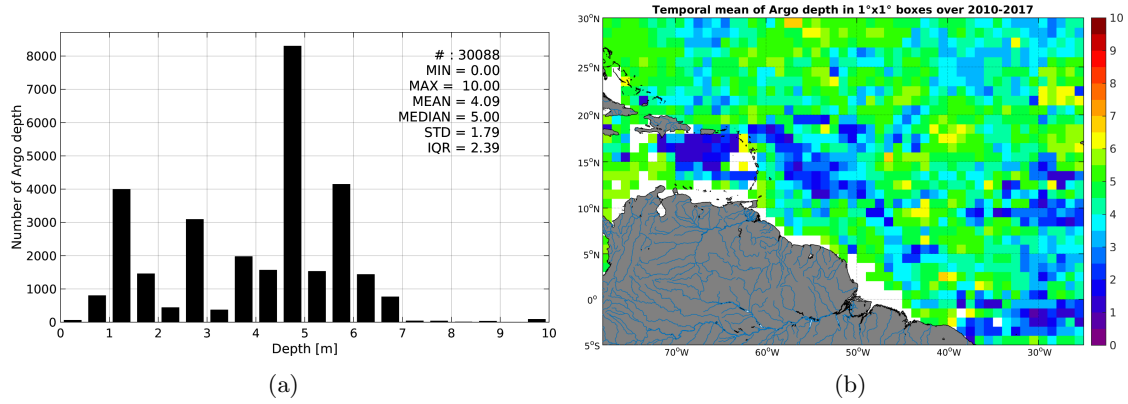 8000
7000
6000
5000
4000
3000
2000
1000
0
Number of Argo depth
# : 30088
MIN = 0.00
MAX = 10.00
MEAN = 4.09
MEDIAN = 5.00
STD = 1.79
IQR = 2.39
0 1 2 3 4 5 6 7 8 9 10
Depth [m]
(a)
Temporal mean of Argo depth in 1°x1° boxes over 2010-2017
30°N
25°N
20°N
15°N
10°N
5°N
0°
5°S
70°W 60°W 50°W 40°W 30°W
10
9
8
7
6
5
4
3
2
1
0
(b)